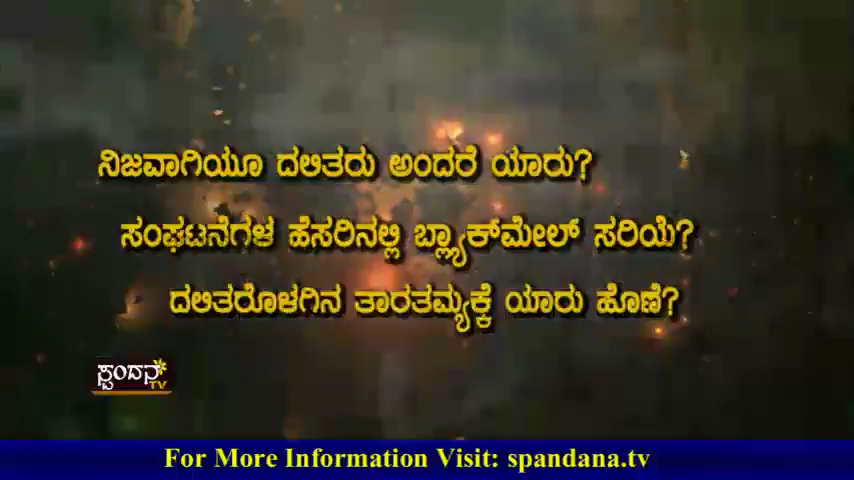 ನಿಜವಾಗಿಯೂ ದಲಿತರು ಅಂದರೆ ಯಾರು?
ಸಂಘಟನೆಗಳ ಹೆಸರಿನಲ್ಲಿ ಬ್ಲ್ಯಾಕ್‌ಮೇಲ್ ಸರಿಯೆ?
ದಲಿತರೊಳಗಿನ ತಾರತಮ್ಯಕ್ಕೆ ಯಾರು ಹೊಣೆ?
ಸ್ಪಂದನ
TV
For More Information Visit: spandana.tv